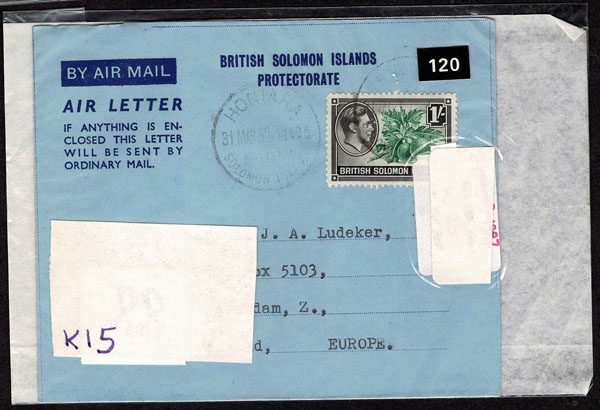 BY AIR MAIL
AIR LETTER
IF ANYTHING IS EN-
CLOSED THIS LETTER
WILL BE SENT BY
ORDINARY MAIL.
BRITISH SOLOMON ISLANDS
PROTECTORATE
120
HONIARA
SOLOMON
1/-
BRITISH SOLOMON
J. A. Ludeker,
ox 5103,
dam, Z.,
d, EUROPE.
K15